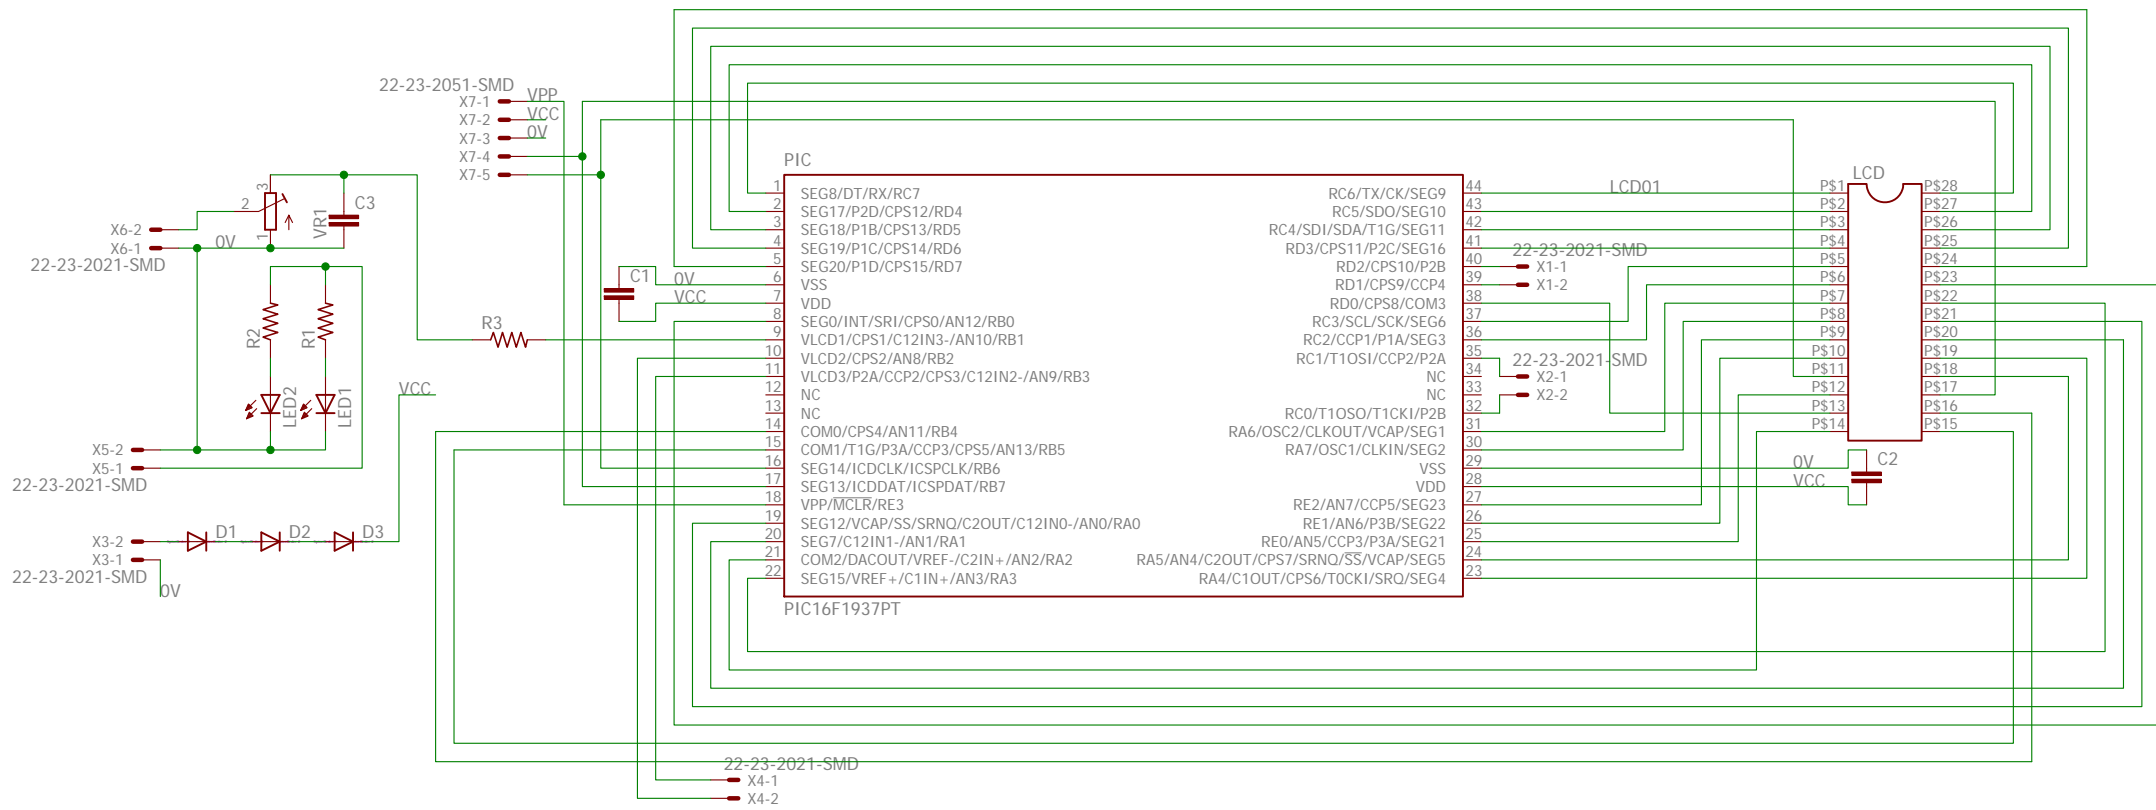 22-23-2051-SMD
X7-1 VPP
X7-2 VCC
X7-3 0V
X7-4
X7-5
3
2
1
VR1
C3
X6-2
X6-1 0V
22-23-2021-SMD
R2
R1
LED2
LED1
VCC
X5-2
X5-1
22-23-2021-SMD
X3-2
D1
D2
D3
X3-1
22-23-2021-SMD
0V
R3
C1
0V
VCC
PIC
1 SEG8/DT/RX/RC7
2 SEG17/P2D/CPS12/RD4
3 SEG18/P1B/CPS13/RD5
4 SEG19/P1C/CPS14/RD6
5 SEG20/P1D/CPS15/RD7
6 VSS
7 VDD
8 SEG0/INT/SRI/CPS0/AN12/RB0
9 VLCD1/CPS1/C12IN3-/AN10/RB1
10 VLCD2/CPS2/AN8/RB2
11 VLCD3/P2A/CCP2/CPS3/C12IN2-/AN9/RB3
12 NC
13 NC
14 COM0/CPS4/AN11/RB4
15 COM1/T1G/P3A/CCP3/CPS5/AN13/RB5
16 SEG14/ICDCLK/ICSPCLK/RB6
17 SEG13/ICDDAT/ICSPDAT/RB7
18 VPP/MCLR/RE3
19 SEG12/VCAP/SS/SRNQ/C2OUT/C12IN0-/AN0/RA0
20 SEG7/C12IN1-/AN1/RA1
21 COM2/DACOUT/VREF-/C2IN+/AN2/RA2
22 SEG15/VREF+/C1IN+/AN3/RA3
RC6/TX/CK/SEG9 44
RC5/SDO/SEG10 43
RC4/SDI/SDA/T1G/SEG11 42
RD3/CPS11/P2C/SEG16 41
RD2/CPS10/P2B 40
RD1/CPS9/CCP4 39
RD0/CPS8/COM3 38
RC3/SCL/SCK/SEG6 37
RC2/CCP1/P1A/SEG3 36
RC1/T1OSI/CCP2/P2A 35
NC 34
NC 33
RC0/T1OSO/T1CKI/P2B 32
RA6/OSC2/CLKOUT/VCAP/SEG1 31
RA7/OSC1/CLKIN/SEG2 30
VSS 29
VDD 28
RE2/AN7/CCP5/SEG23 27
RE1/AN6/P3B/SEG22 26
RE0/AN5/CCP3/P3A/SEG21 25
RA5/AN4/C2OUT/CPS7/SRNQ/SS/VCAP/SEG5 24
RA4/C1OUT/CPS6/T0CKI/SRQ/SEG4 23
PIC16F1937PT
LCD01
22-23-2021-SMD
X1-1
X1-2
22-23-2021-SMD
X2-1
X2-2
LCD
P$1 P$28
P$2 P$27
P$3 P$26
P$4 P$25
P$5 P$24
P$6 P$23
P$7 P$22
P$8 P$21
P$9 P$20
P$10 P$19
P$11 P$18
P$12 P$17
P$13 P$16
P$14 P$15
0V
VCC
C2
22-23-2021-SMD
X4-1
X4-2